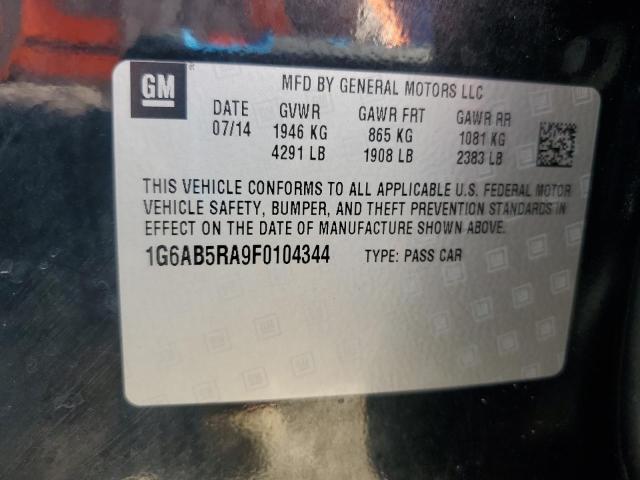 GM ®
MFD BY GENERAL MOTORS LLC
DATE GVWR GAWR FRT GAWR RR
07/14 1946 KG 865 KG 1081 KG
4291 LB 1908 LB 2383 LB
THIS VEHICLE CONFORMS TO ALL APPLICABLE U.S. FEDERAL MOTOR
VEHICLE SAFETY, BUMPER, AND THEFT PREVENTION STANDARDS IN
EFFECT ON THE DATE OF MANUFACTURE SHOWN ABOVE.
1G6AB5RA9F0104344 TYPE: PASS CAR